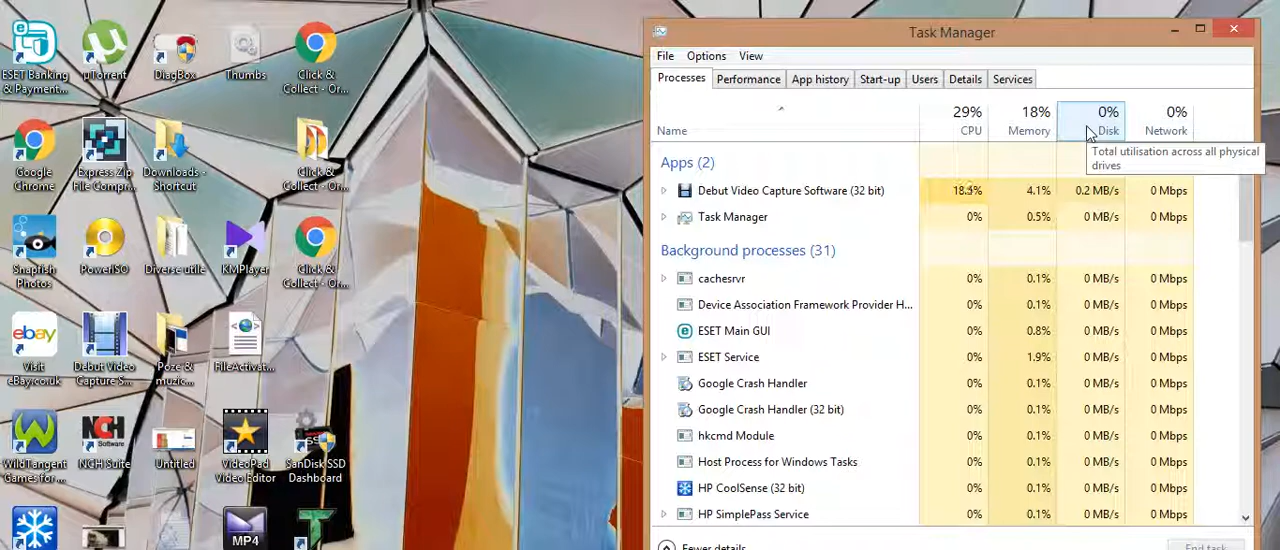 ESET Banking
& Payment...
µTorrent
DiagBox
Thumbs
Click &
Collect - Or...
Google
Chrome
Express Zip
File Compr...
Downloads -
Shortcut
Click &
Collect - Or...
Snapfish
Photos
PowerISO
Diverse utile
KMPlayer
Click &
Collect - Or...
ebay
Visit
eBay.co.uk
Debut Video
Capture S...
Poze &
muzic...
FileActivat...
WildTangent
Games for...
NCH
NCH Suite
Untitled
VideoPad
Video Editor
SanDisk SSD
Dashboard
MP4
Task Manager
File Options View
Processes Performance App history Start-up Users Details Services
29% 18% 0% 0%
Name CPU Memory Disk Network
Total utilisation across all physical
drives
Apps (2)
Debut Video Capture Software (32 bit) 4.1% 0.2 MB/s 0 Mbps
Task Manager 0% 0.5% 0 MB/s 0 Mbps
Background processes (31)
cachesrvr 0% 0.1% 0 MB/s 0 Mbps
Device Association Framework Provider H... 0% 0.1% 0 MB/s 0 Mbps
ESET Main GUI 0% 0.8% 0 MB/s 0 Mbps
ESET Service 0% 1.9% 0 MB/s 0 Mbps
Google Crash Handler 0% 0.1% 0 MB/s 0 Mbps
Google Crash Handler (32 bit) 0% 0.1% 0 MB/s 0 Mbps
hkcmd Module 0% 0.1% 0 MB/s 0 Mbps
Host Process for Windows Tasks 0% 0.1% 0 MB/s 0 Mbps
HP CoolSense (32 bit) 0% 0.1% 0 MB/s 0 Mbps
HP SimplePass Service 0% 0.1% 0 MB/s 0 Mbps
Fewer details End task